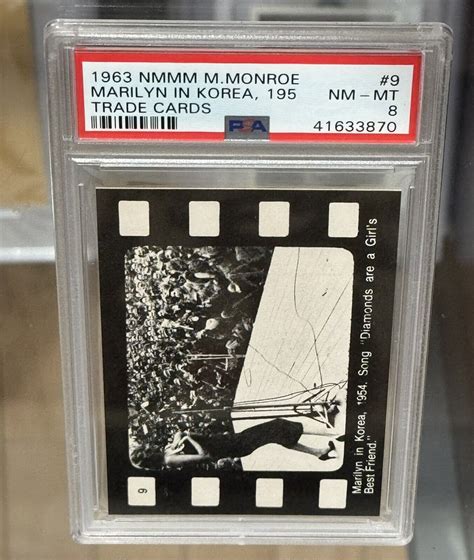 1963 NMMM M.MONROE #9
MARILYN IN KOREA, 195 NM - MT
TRADE CARDS 8
PSA 41633870
Marilyn in Korea, 1954. Song "Diamonds are a Girl's
Best Friend."
9